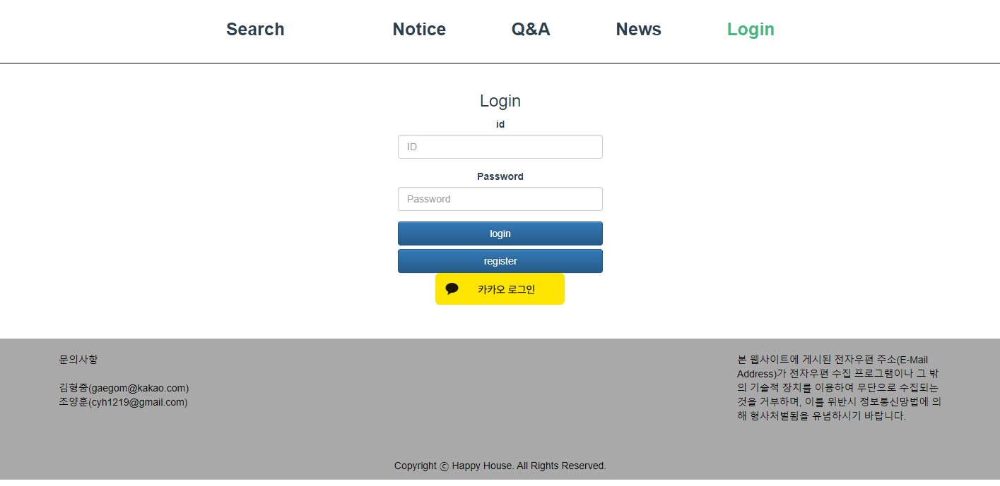 Search Notice Q&A News Login
Login
id
ID
Password
Password
login
register
카카오 로그인
문의사항
김형중(gaegom@kakao.com)
조양훈(cyh1219@gmail.com)
본 웹사이트에 게시된 전자우편 주소(E-Mail
Address)가 전자우편 수집 프로그램이나 그 밖
의 기술적 장치를 이용하여 무단으로 수집되는
것을 거부하며, 이를 위반시 정보통신망법에 의
해 형사처벌됨을 유념하시기 바랍니다.
Copyright ⓒ Happy House. All Rights Reserved.